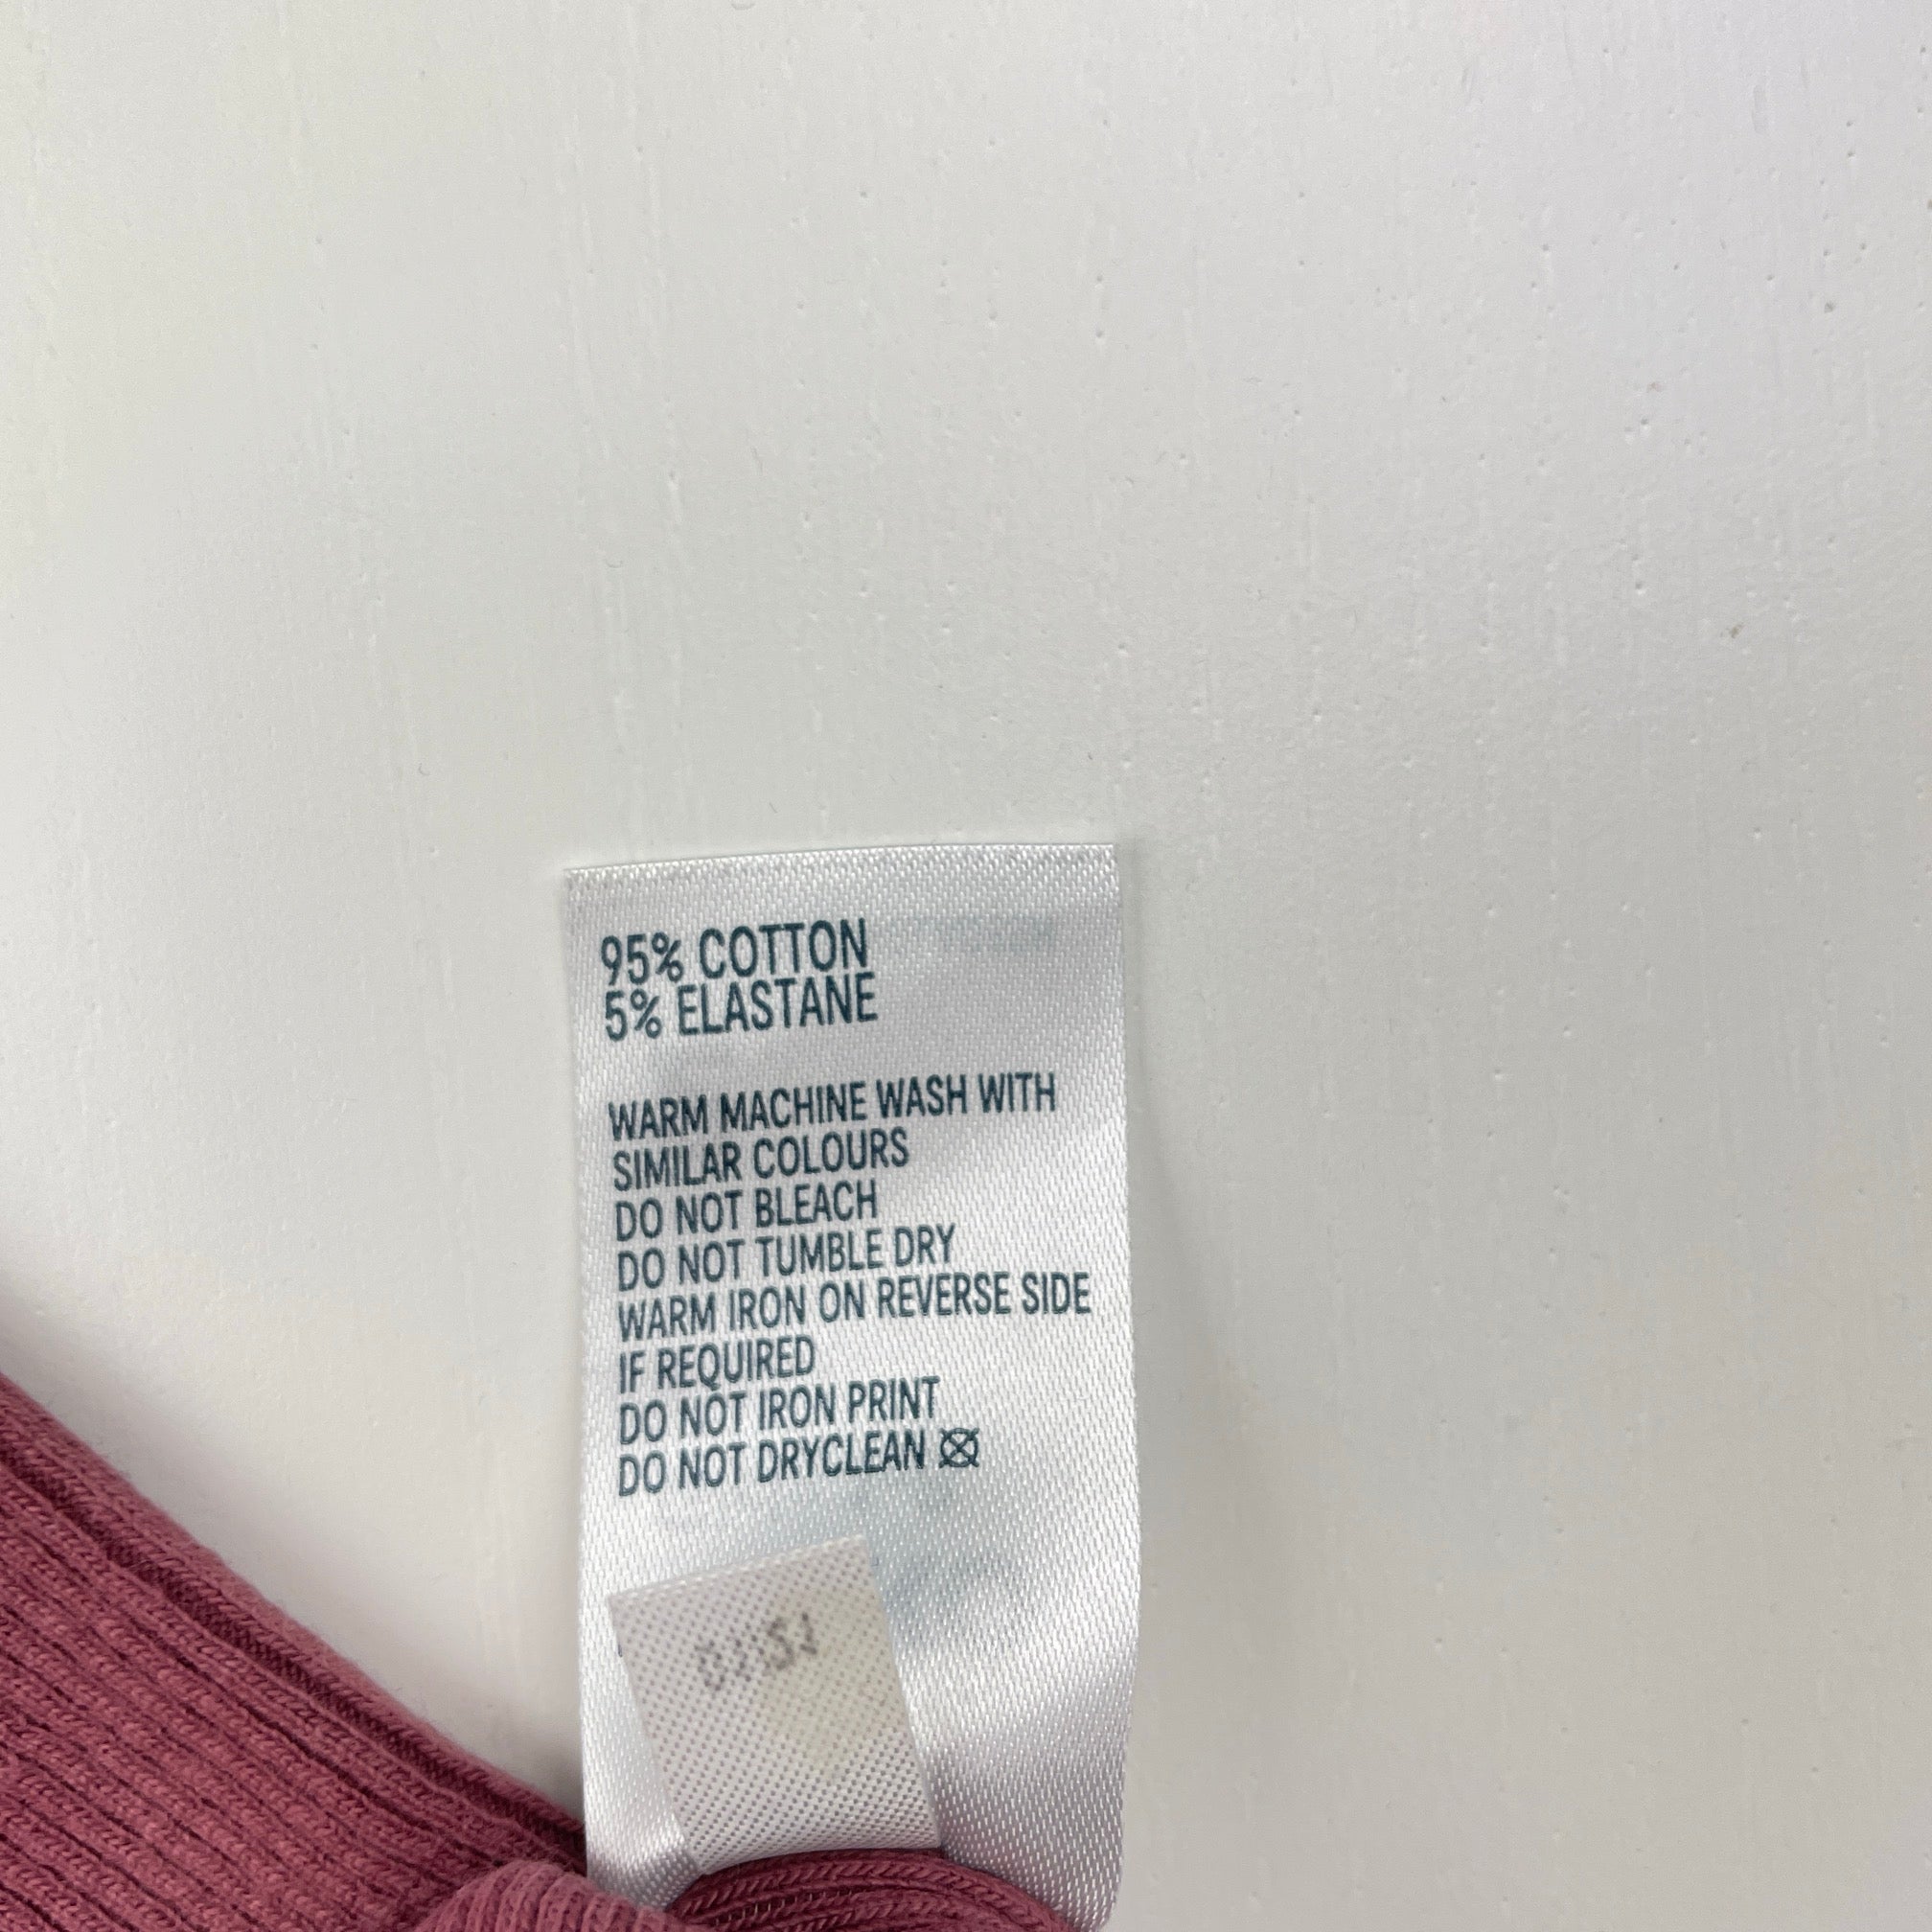 95% COTTON
5% ELASTANE
WARM MACHINE WASH WITH
SIMILAR COLOURS
DO NOT BLEACH
DO NOT TUMBLE DRY
WARM IRON ON REVERSE SIDE
IF REQUIRED
DO NOT IRON PRINT
DO NOT DRYCLEAN